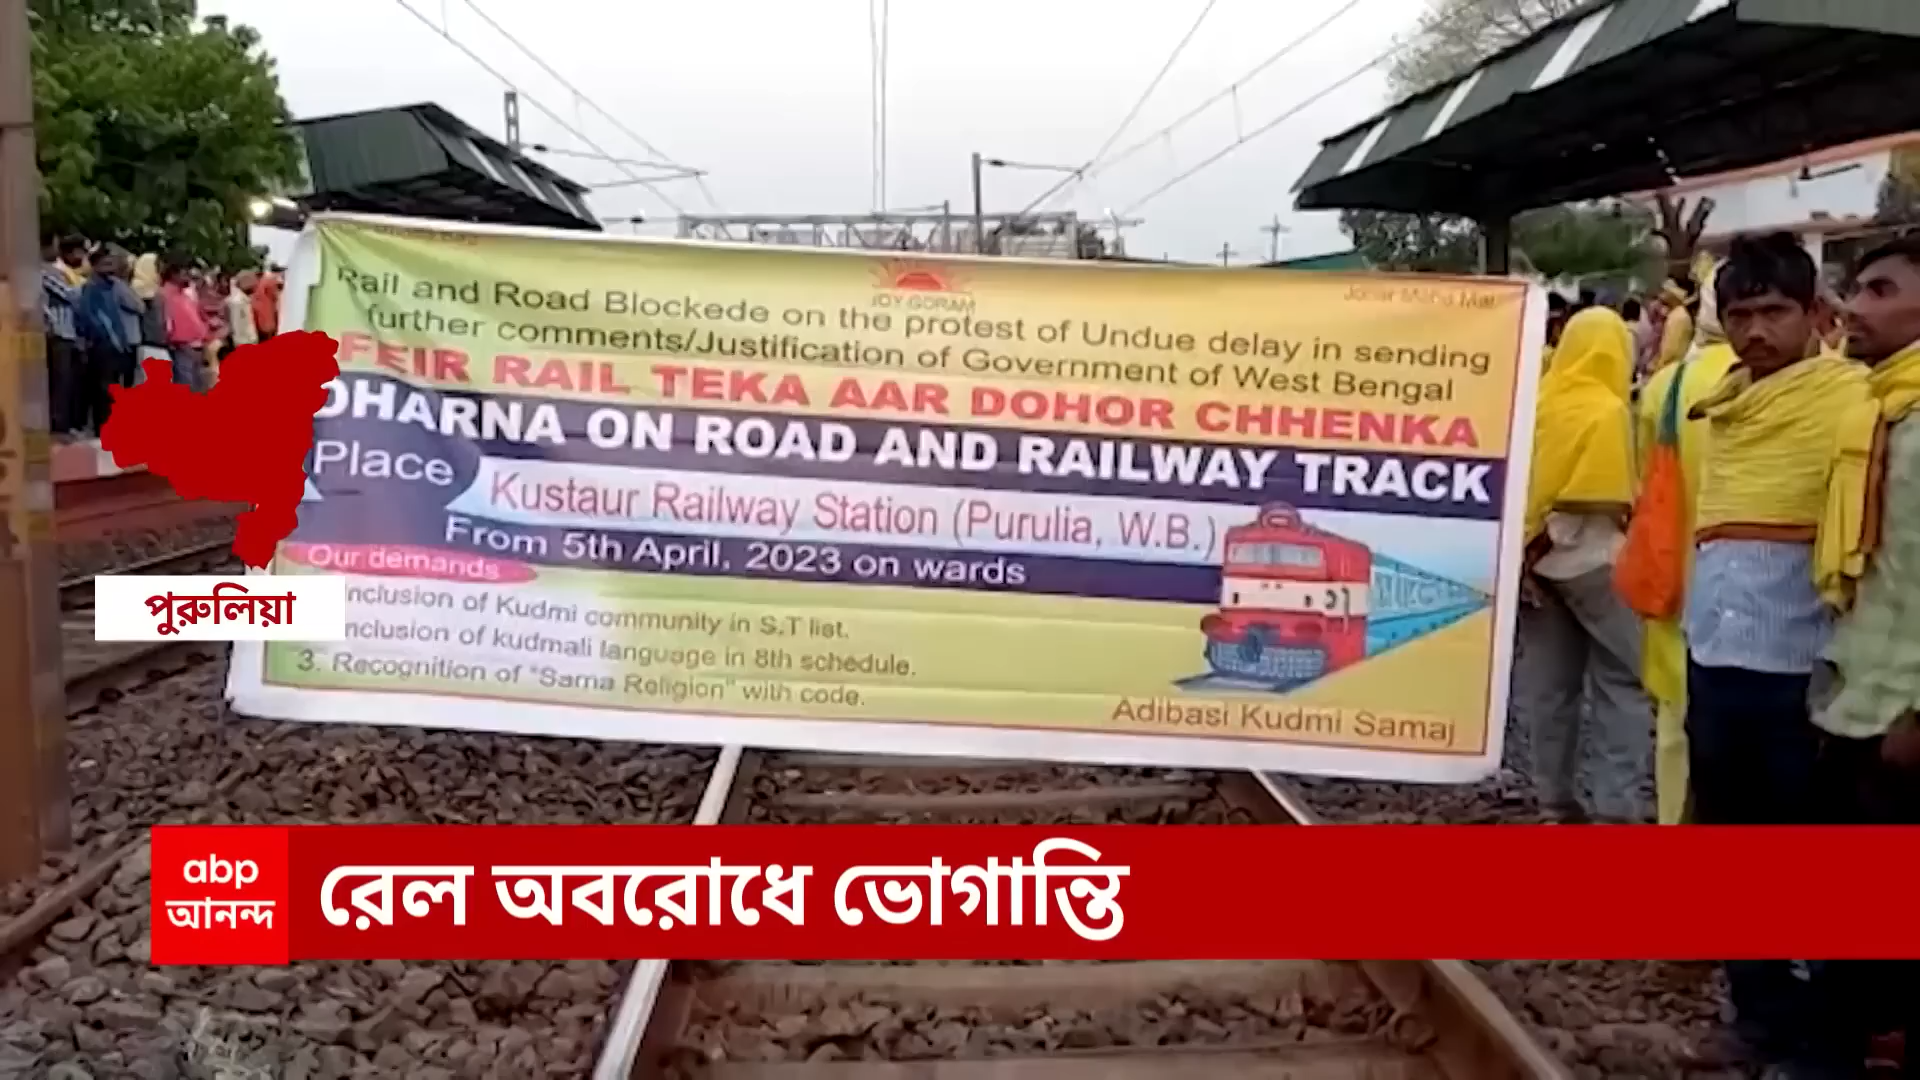 JOY GORAM
Rail and Road Blockede on the protest of Undue delay in sending
further comments/Justification of Government of West Bengal
FEIR RAIL TEKA AAR DOHOR CHHENKA
DHARNA ON ROAD AND RAILWAY TRACK
Place
Kustaur Railway Station (Purulia, W.B.)
From 5th April, 2023 on wards
Our demands
Inclusion of Kudmi community in S.T list.
Inclusion of kudmali language in 8th schedule.
3. Recognition of "Sarna Religion" with code.
Adibasi Kudmi Samaj
পুরুলিয়া
abp
আনন্দ
রেল অবরোধে ভোগান্তি